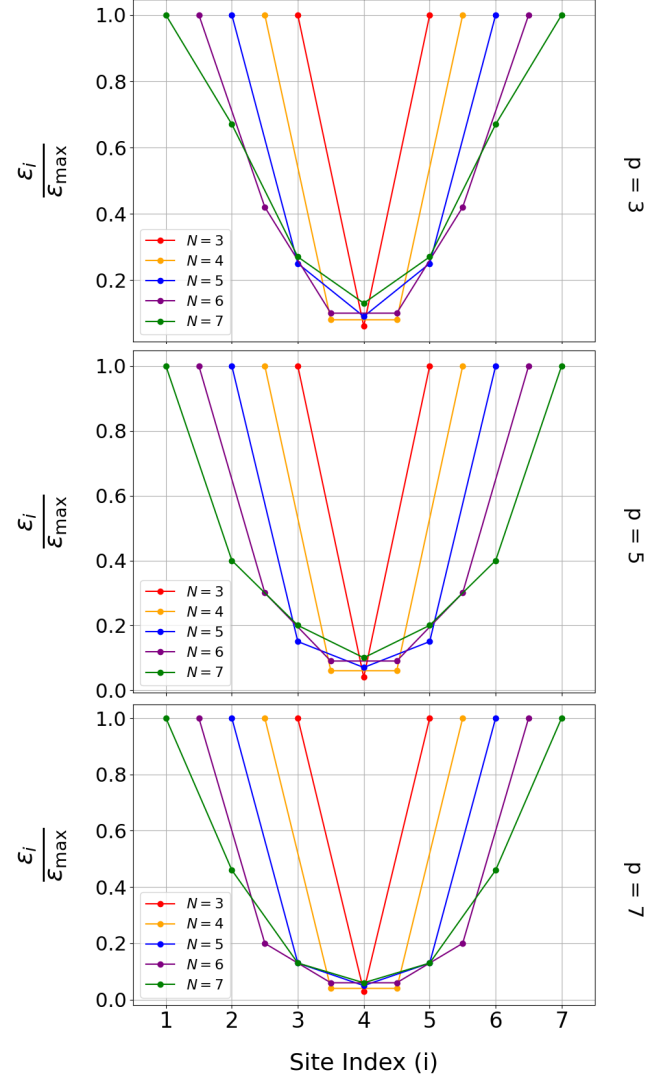 1.0
0.8
0.6
0.4
0.2
εi
εmax
N = 3
N = 4
N = 5
N = 6
N = 7
p = 3
1.0
0.8
0.6
0.4
0.2
0.0
εi
εmax
N = 3
N = 4
N = 5
N = 6
N = 7
p = 5
1.0
0.8
0.6
0.4
0.2
0.0
εi
εmax
N = 3
N = 4
N = 5
N = 6
N = 7
p = 7
1 2 3 4 5 6 7
Site Index (i)